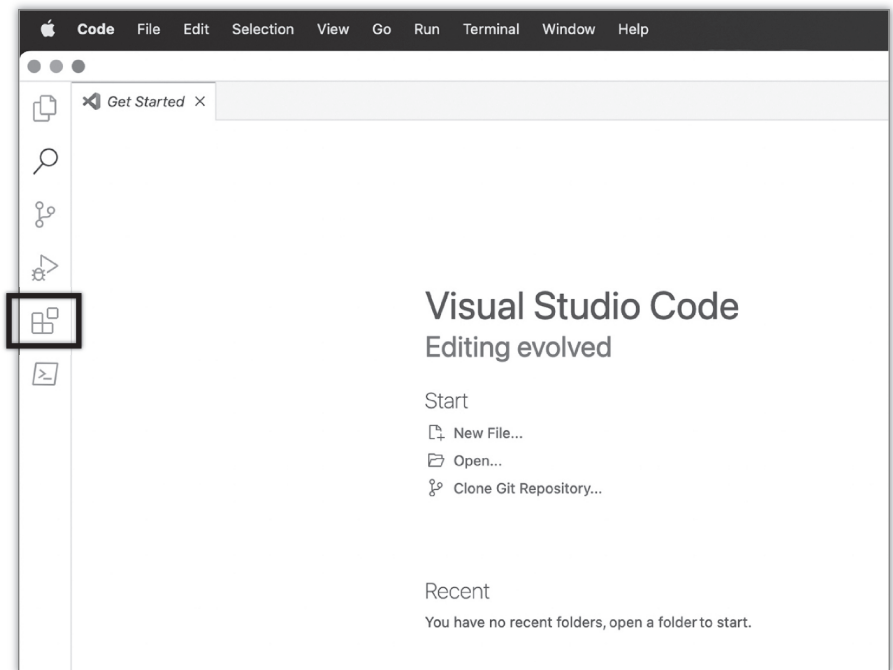 Code File Edit Selection View Go Run Terminal Window Help
Get Started
Visual Studio Code
Editing evolved
Start
New File...
Open...
Clone Git Repository...
Recent
You have no recent folders, open a folder to start.